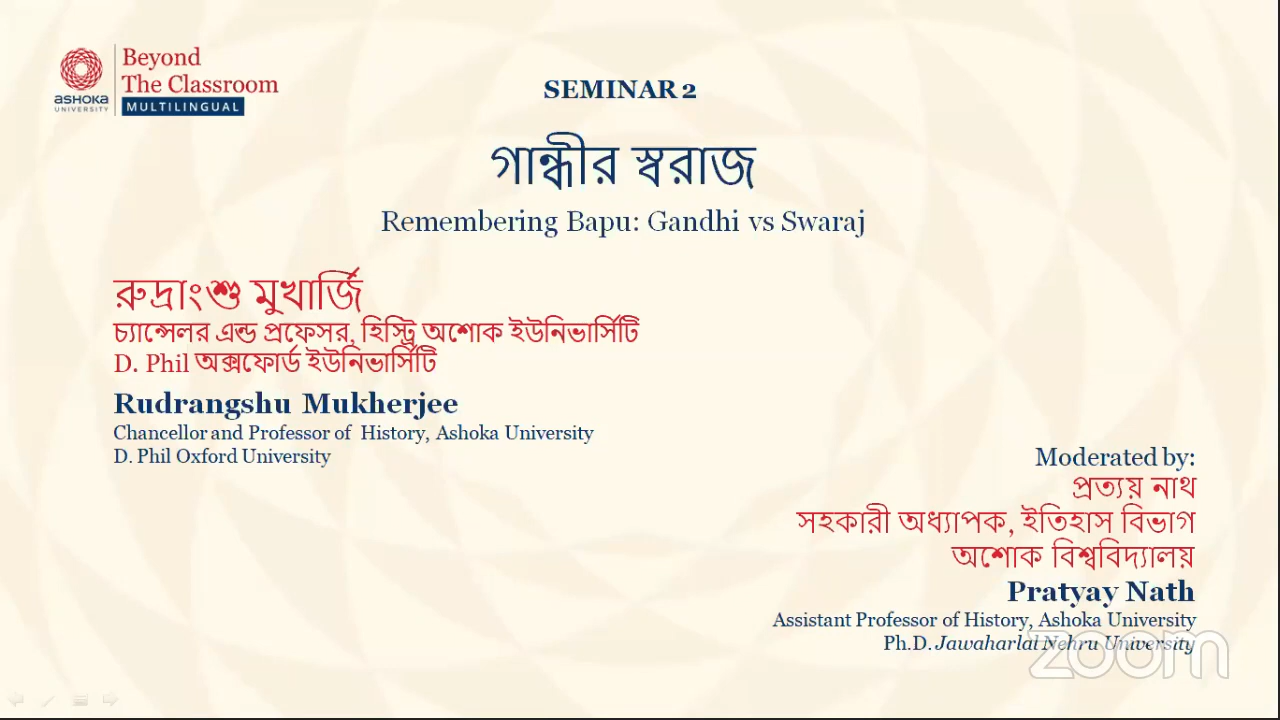 ASHOKA
UNIVERSITY
Beyond
The Classroom
MULTILINGUAL
SEMINAR 2
গান্ধীর স্বরাজ
Remembering Bapu: Gandhi vs Swaraj
রুদ্রাংশু মুখার্জি
চ্যান্সেলর এন্ড প্রফেসর, হিস্ট্রি অশোক ইউনিভার্সিটি
D. Phil অক্সফোর্ড ইউনিভার্সিটি
Rudrangshu Mukherjee
Chancellor and Professor of History, Ashoka University
D. Phil Oxford University
Moderated by:
প্রত্যয় নাথ
সহকারী অধ্যাপক, ইতিহাস বিভাগ
অশোক বিশ্ববিদ্যালয়
Pratyay Nath
Assistant Professor of History, Ashoka University
Ph.D. Jawaharlal Nehru University
zoom